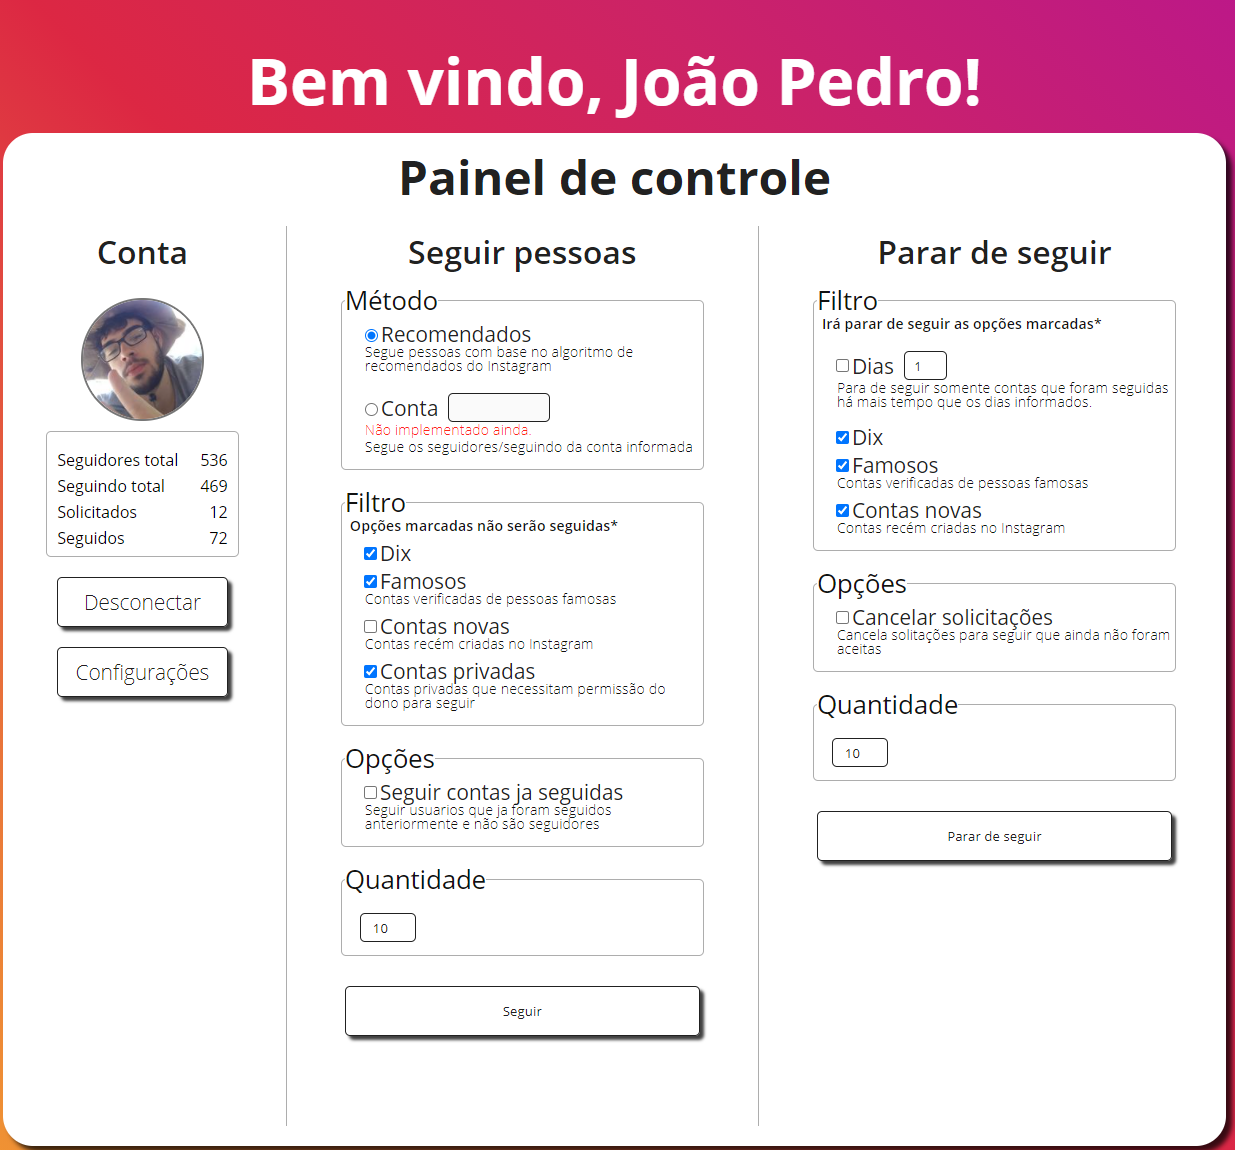 Bem vindo, João Pedro!
Painel de controle
Conta
Seguidores total 536
Seguindo total 469
Solicitados 12
Seguidos 72
Desconectar
Configurações
Seguir pessoas
Método
Recomendados
Segue pessoas com base no algoritmo de
recomendados do Instagram
Conta
Não implementado ainda.
Segue os seguidores/seguindo da conta informada
Filtro
Opções marcadas não serão seguidas*
Dix
Famosos
Contas verificadas de pessoas famosas
Contas novas
Contas recém criadas no Instagram
Contas privadas
Contas privadas que necessitam permissão do
dono para seguir
Opções
Seguir contas ja seguidas
Seguir usuarios que ja foram seguidos
anteriormente e não são seguidores
Quantidade
10
Seguir
Parar de seguir
Filtro
Irá parar de seguir as opções marcadas*
Dias 1
Para de seguir somente contas que foram seguidas
há mais tempo que os dias informados.
Dix
Famosos
Contas verificadas de pessoas famosas
Contas novas
Contas recém criadas no Instagram
Opções
Cancelar solicitações
Cancela solitações para seguir que ainda não foram
aceitas
Quantidade
10
Parar de seguir